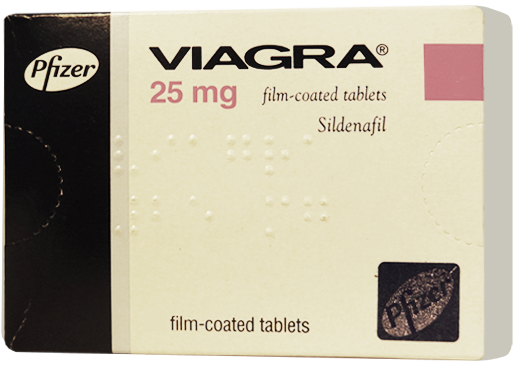 Pfizer
VIAGRA®
25 mg film-coated tablets
Sildenafil
Pfizer
film-coated tablets